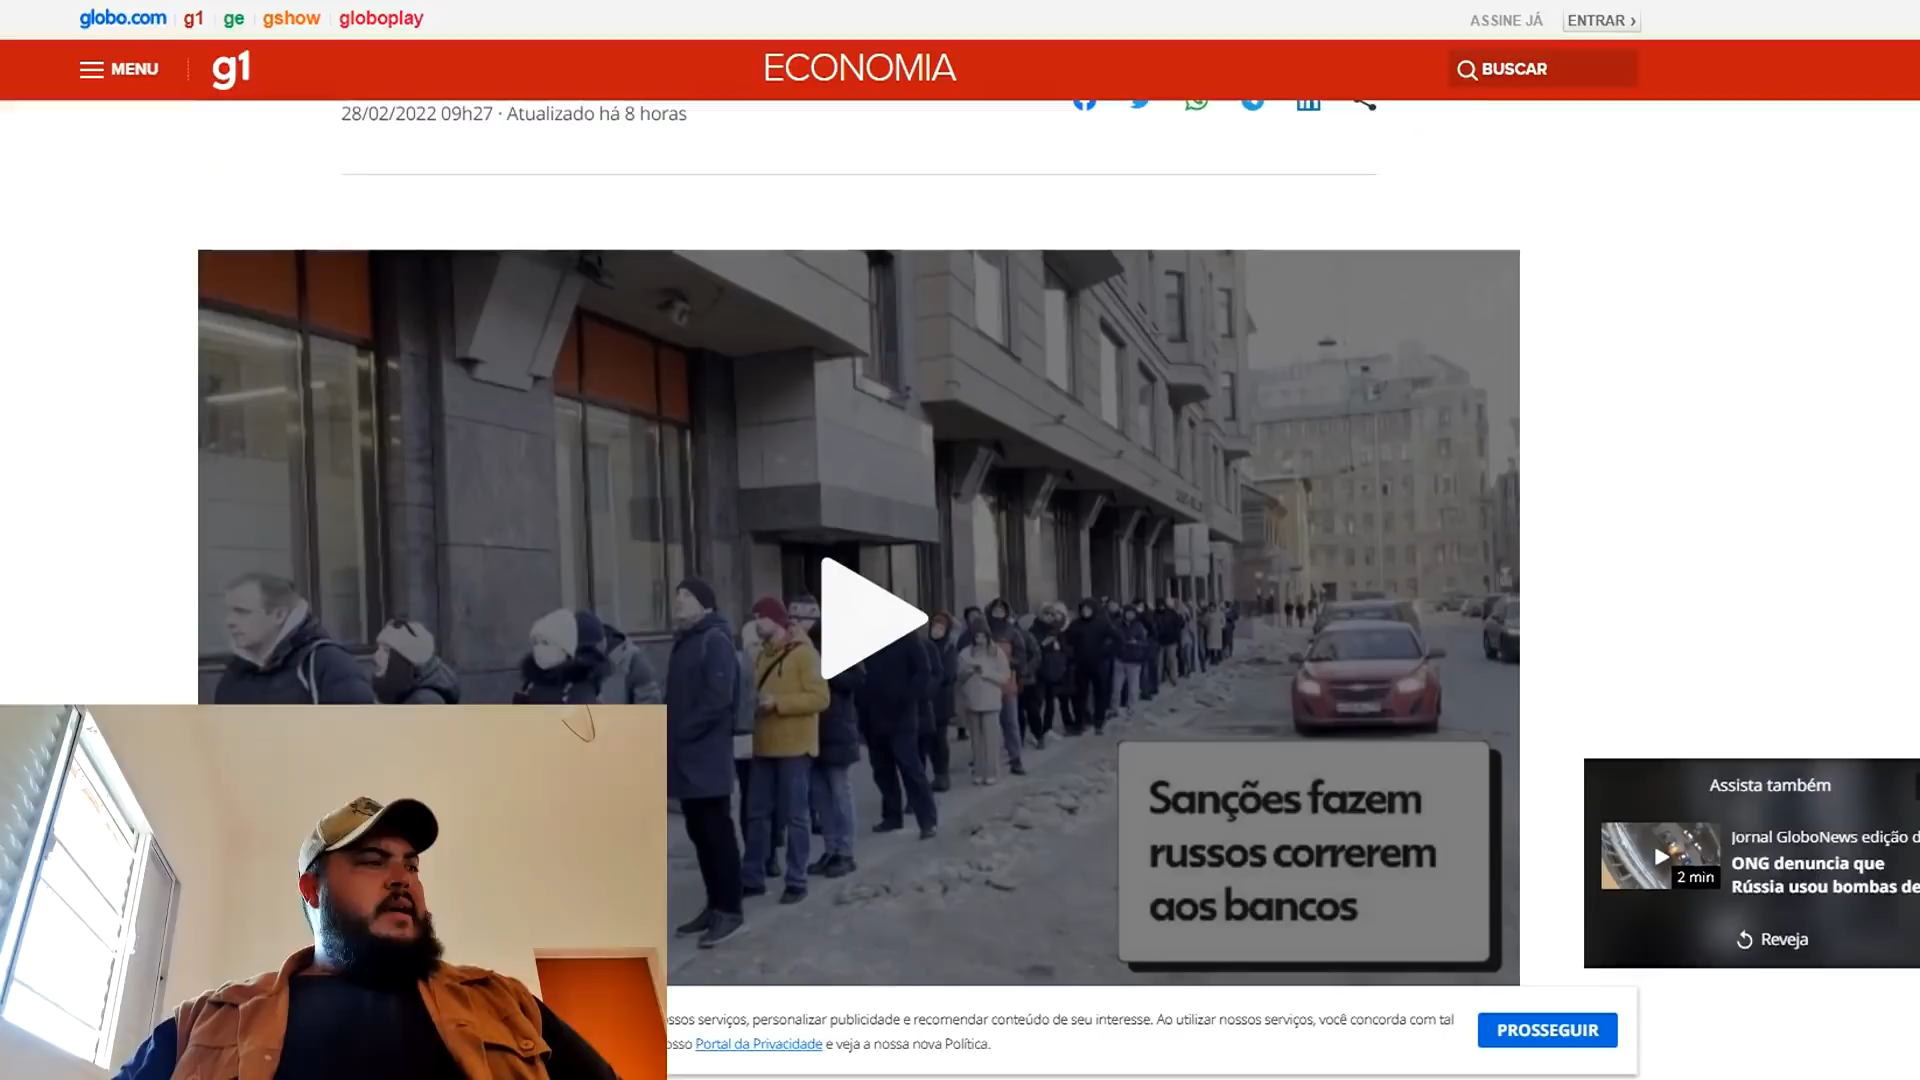 globo.com g1 ge gshow globoplay
ASSINE JÁ ENTRAR ›
MENU g1 ECONOMIA BUSCAR
28/02/2022 09h27 · Atualizado há 8 horas
Sanções fazem
russos correrem
aos bancos
Assista também
Jornal GloboNews edição d
ONG denuncia que
Rússia usou bombas de
2 min
Reveja
ssos serviços, personalizar publicidade e recomendar conteúdo de seu interesse. Ao utilizar nossos serviços, você concorda com tal
osso Portal da Privacidade e veja a nossa nova Política.
PROSSEGUIR